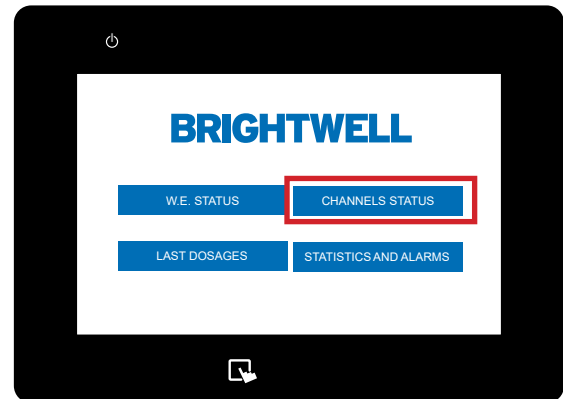 BRIGHTWELL
W.E. STATUS
CHANNELS STATUS
LAST DOSAGES
STATISTICS AND ALARMS